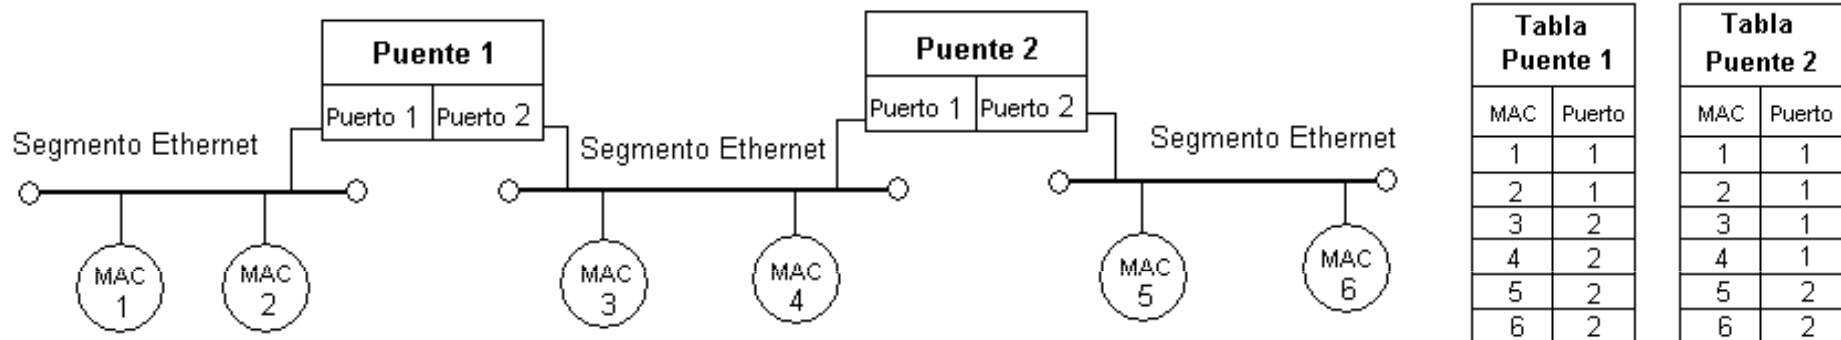 Puente 1
Puerto 1 Puerto 2
Segmento Ethernet
MAC
1
MAC
2
Segmento Ethernet
MAC
3
MAC
4
Puente 2
Puerto 1 Puerto 2
Segmento Ethernet
MAC
5
MAC
6
Tabla
Puente 1
MAC Puerto
1 1
2 1
3 2
4 2
5 2
6 2
Tabla
Puente 2
MAC Puerto
1 1
2 1
3 1
4 1
5 2
6 2